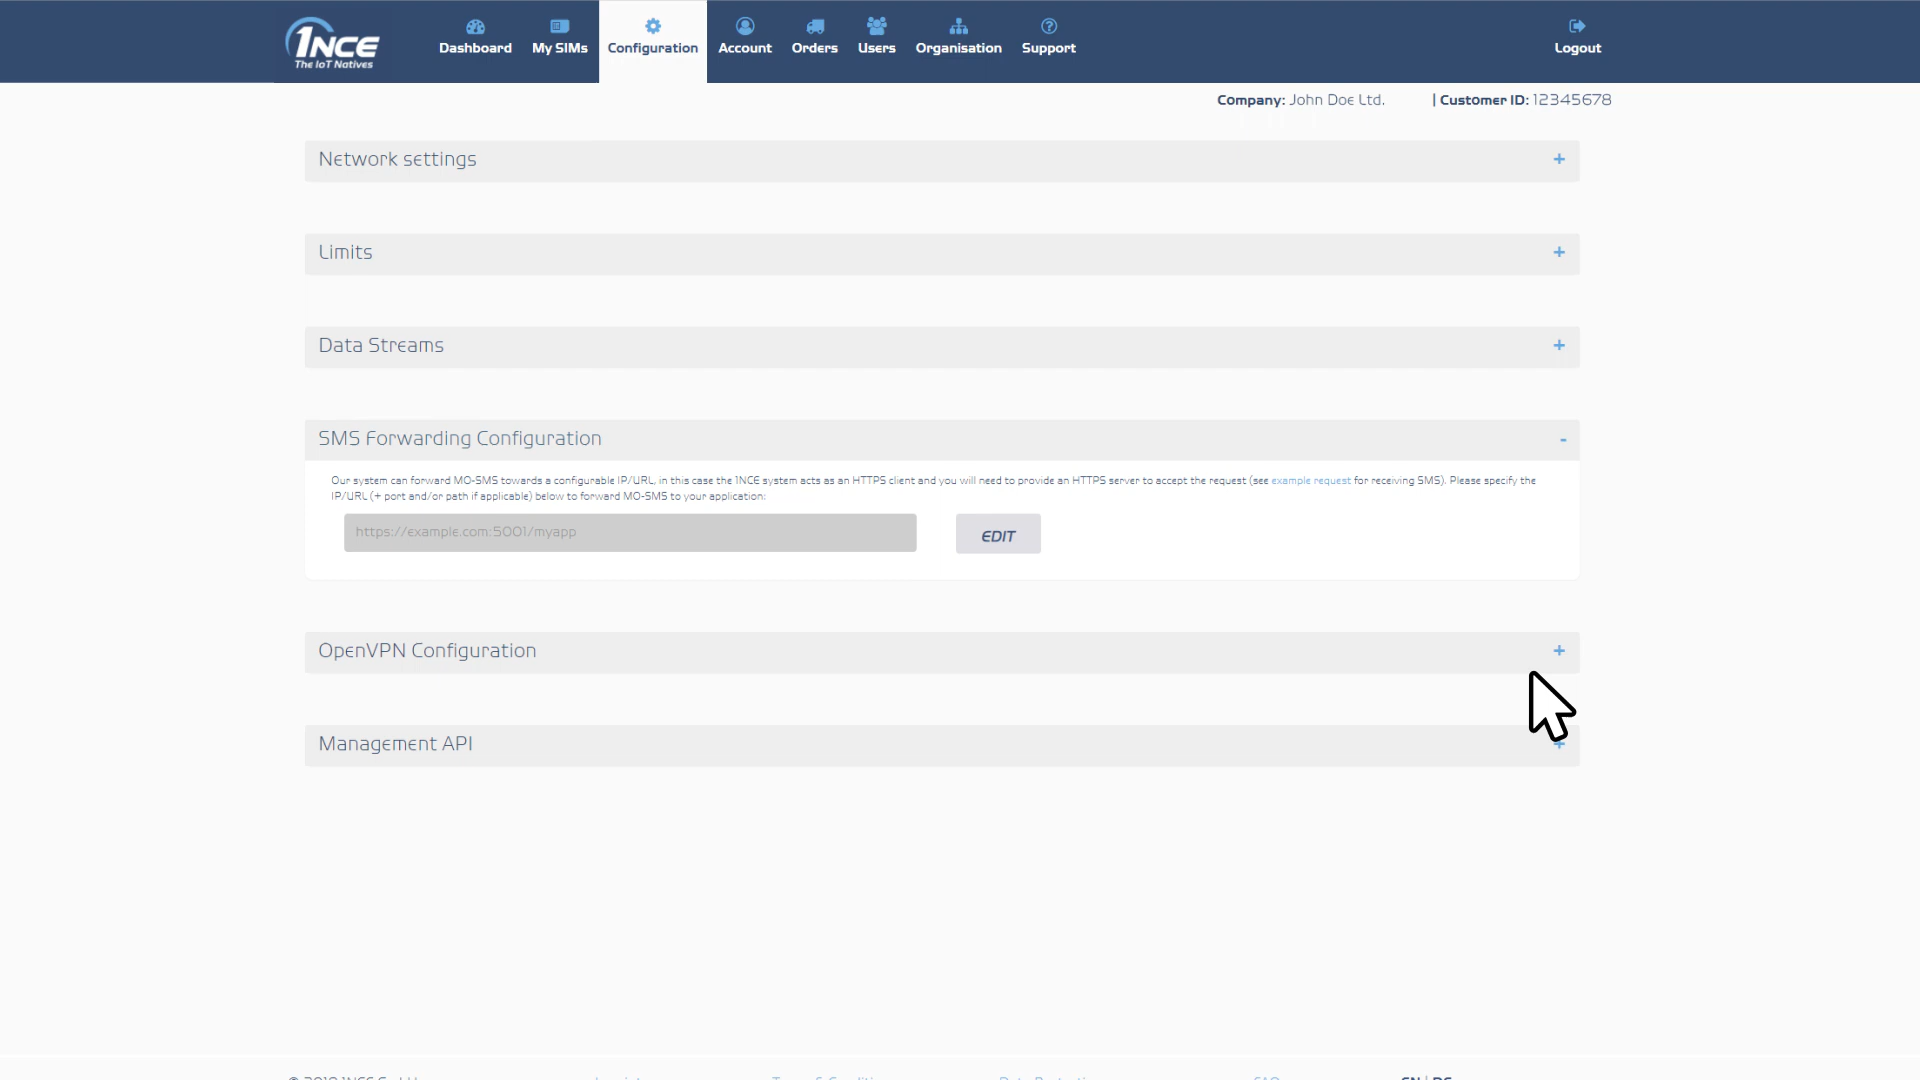 1NCE
The IoT Natives
Dashboard
My SIMs
Configuration
Account
Orders
Users
Organisation
Support
Logout
Company: John Doe Ltd. | Customer ID: 12345678
Network settings +
Limits +
Data Streams +
SMS Forwarding Configuration -
Our system can forward MO-SMS towards a configurable IP/URL, in this case the 1NCE system acts as an HTTPS client and you will need to provide an HTTPS server to accept the request (see example request for receiving SMS). Please specify the
IP/URL (+ port and/or path if applicable) below to forward MO-SMS to your application:
https://example.com:5001/myapp
EDIT
OpenVPN Configuration +
Management API +